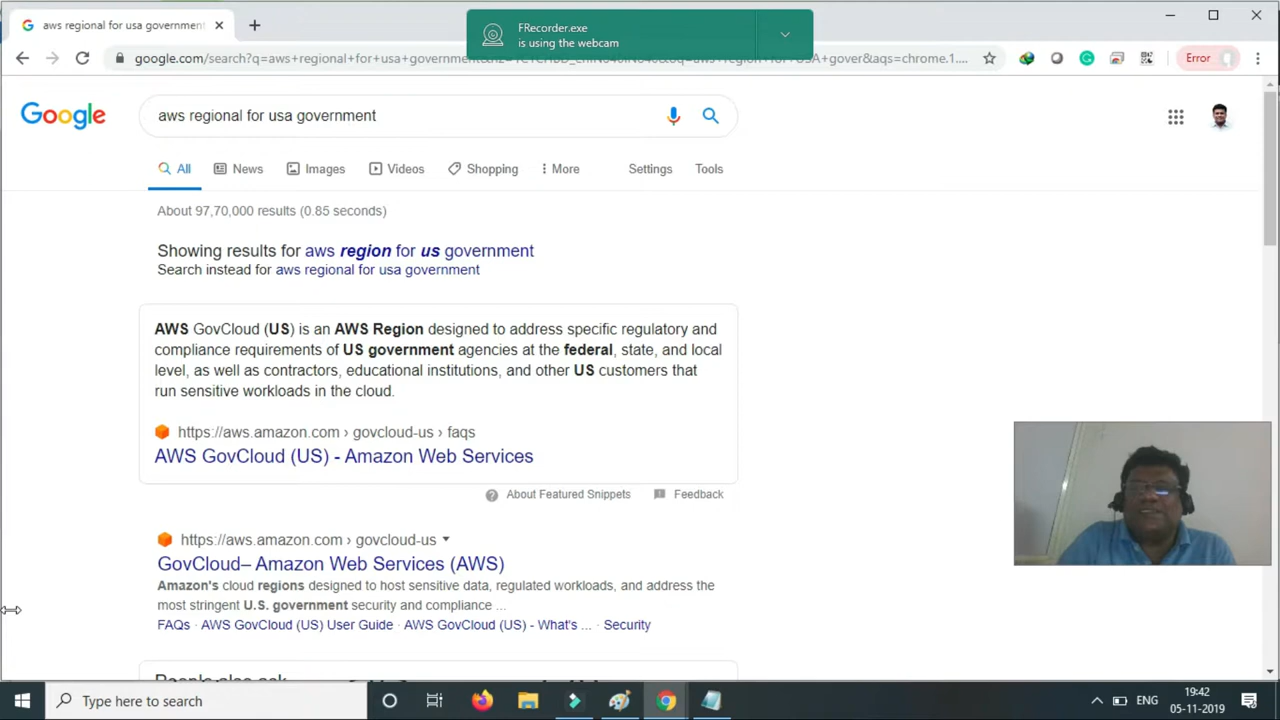 aws regional for usa government
FRecorder.exe
is using the webcam
google.com/search?q=aws+regional+for+usa+government
Error
Google
aws regional for usa government
All
News
Images
Videos
Shopping
More
Settings
Tools
About 97,70,000 results (0.85 seconds)
Showing results for aws region for us government
Search instead for aws regional for usa government
AWS GovCloud (US) is an AWS Region designed to address specific regulatory and
compliance requirements of US government agencies at the federal, state, and local
level, as well as contractors, educational institutions, and other US customers that
run sensitive workloads in the cloud.
https://aws.amazon.com › govcloud-us › faqs
AWS GovCloud (US) - Amazon Web Services
About Featured Snippets
Feedback
https://aws.amazon.com › govcloud-us
GovCloud– Amazon Web Services (AWS)
Amazon's cloud regions designed to host sensitive data, regulated workloads, and address the
most stringent U.S. government security and compliance ...
FAQs · AWS GovCloud (US) User Guide · AWS GovCloud (US) - What's ... · Security
People also ask
Type here to search
ENG
19:42
05-11-2019